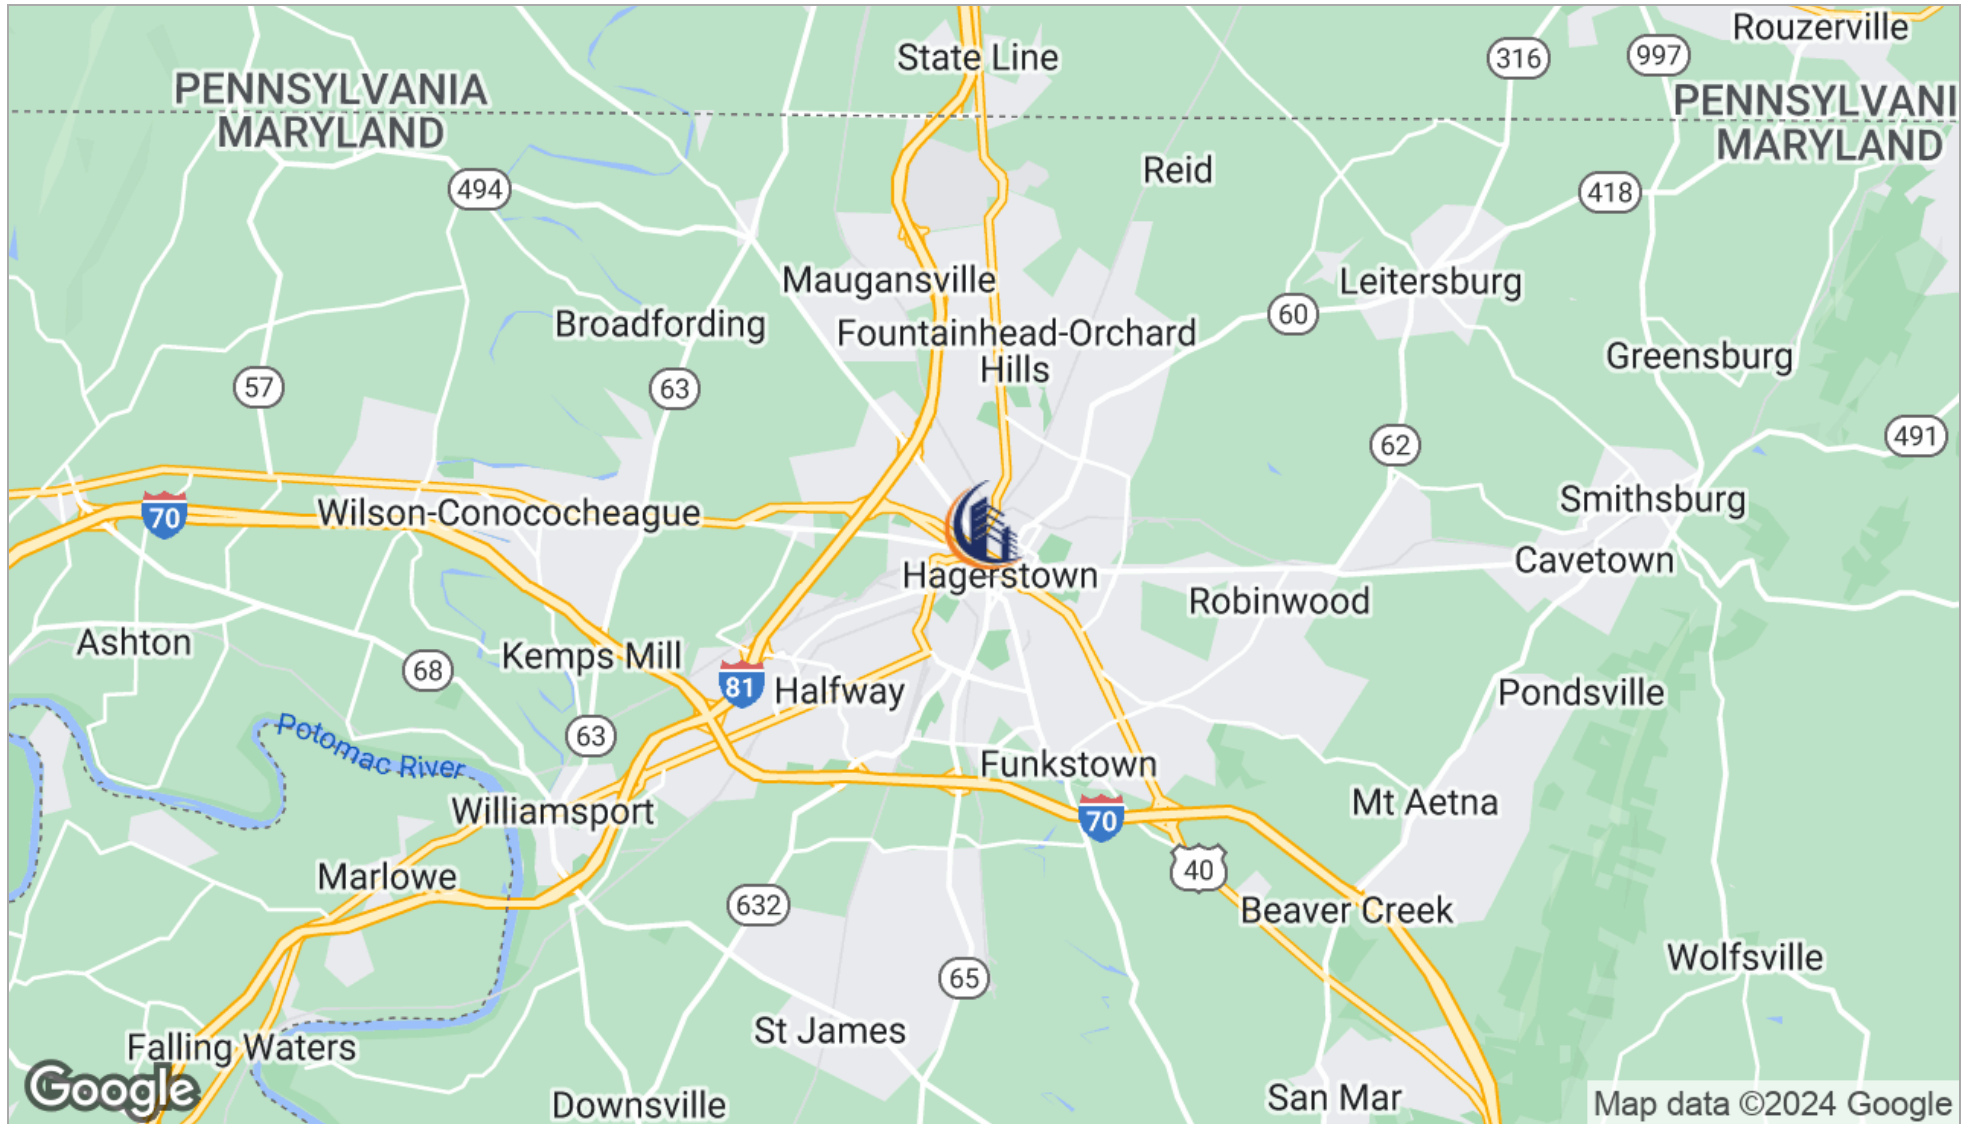 State Line
316
997
Rouzerville
PENNSYLVANIA
MARYLAND
PENNSYLVANI
MARYLAND
494
Reid
418
Maugansville
Leitersburg
Broadfording
Fountainhead-Orchard
Hills
60
Greensburg
57
63
62
491
70
Wilson-Conococheague
Smithsburg
Cavetown
Hagerstown
Robinwood
Ashton
68
Kemps Mill
81
Halfway
Pondsville
Potomac River
63
Funkstown
Williamsport
70
Mt Aetna
40
Marlowe
632
Beaver Creek
65
Wolfsville
St James
Falling Waters
Google
Downsville
San Mar
Map data ©2024 Google